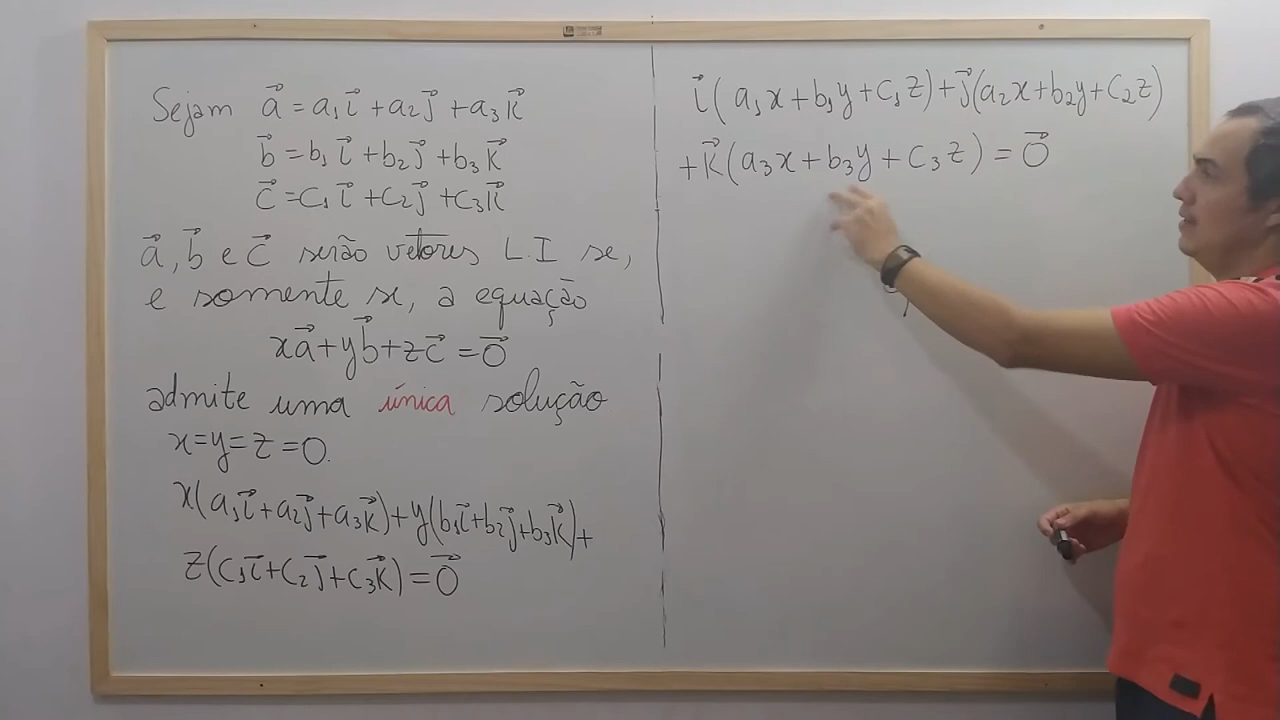 Sejam a⃗ = a₁i⃗ + a₂j⃗ + a₃k⃗
b⃗ = b₁i⃗ + b₂j⃗ + b₃k⃗
c⃗ = c₁i⃗ + c₂j⃗ + c₃k⃗
a⃗, b⃗ e c⃗ serão vetores L.I se,
e somente se, a equação
xa⃗ + yb⃗ + zc⃗ = 0⃗
admite uma única solução
x = y = z = 0.
x(a₁i⃗ + a₂j⃗ + a₃k⃗) + y(b₁i⃗ + b₂j⃗ + b₃k⃗) +
z(c₁i⃗ + c₂j⃗ + c₃k⃗) = 0⃗
i⃗(a₁x + b₁y + c₁z) + j⃗(a₂x + b₂y + c₂z)
+ k⃗(a₃x + b₃y + c₃z) = 0⃗